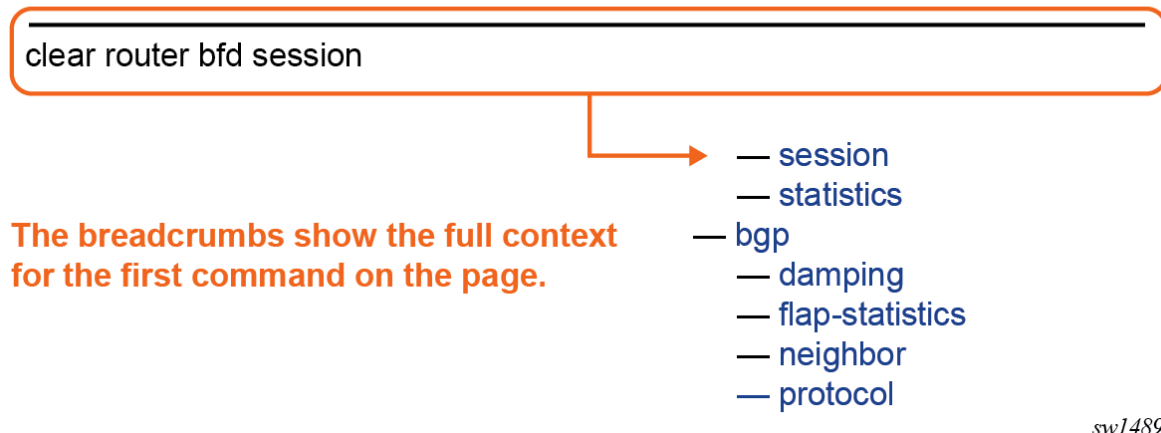 clear router bfd session
— session
— statistics
The breadcrumbs show the full context
for the first command on the page.
— bgp
— damping
— flap-statistics
— neighbor
— protocol
sw1489